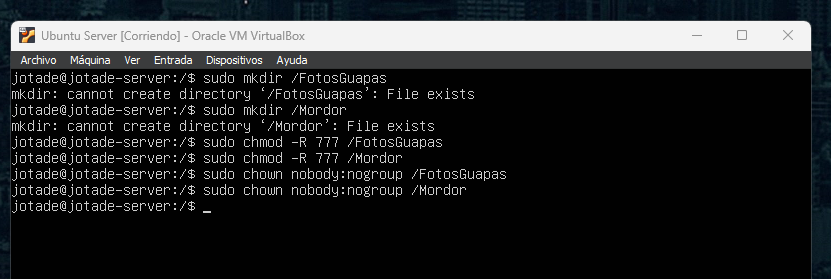 Ubuntu Server [Corriendo] - Oracle VM VirtualBox
Archivo Máquina Ver Entrada Dispositivos Ayuda
jotade@jotade-server:/$ sudo mkdir /FotosGuapas
mkdir: cannot create directory ‘/FotosGuapas’: File exists
jotade@jotade-server:/$ sudo mkdir /Mordor
mkdir: cannot create directory ‘/Mordor’: File exists
jotade@jotade-server:/$ sudo chmod -R 777 /FotosGuapas
jotade@jotade-server:/$ sudo chmod -R 777 /Mordor
jotade@jotade-server:/$ sudo chown nobody:nogroup /FotosGuapas
jotade@jotade-server:/$ sudo chown nobody:nogroup /Mordor
jotade@jotade-server:/$ _